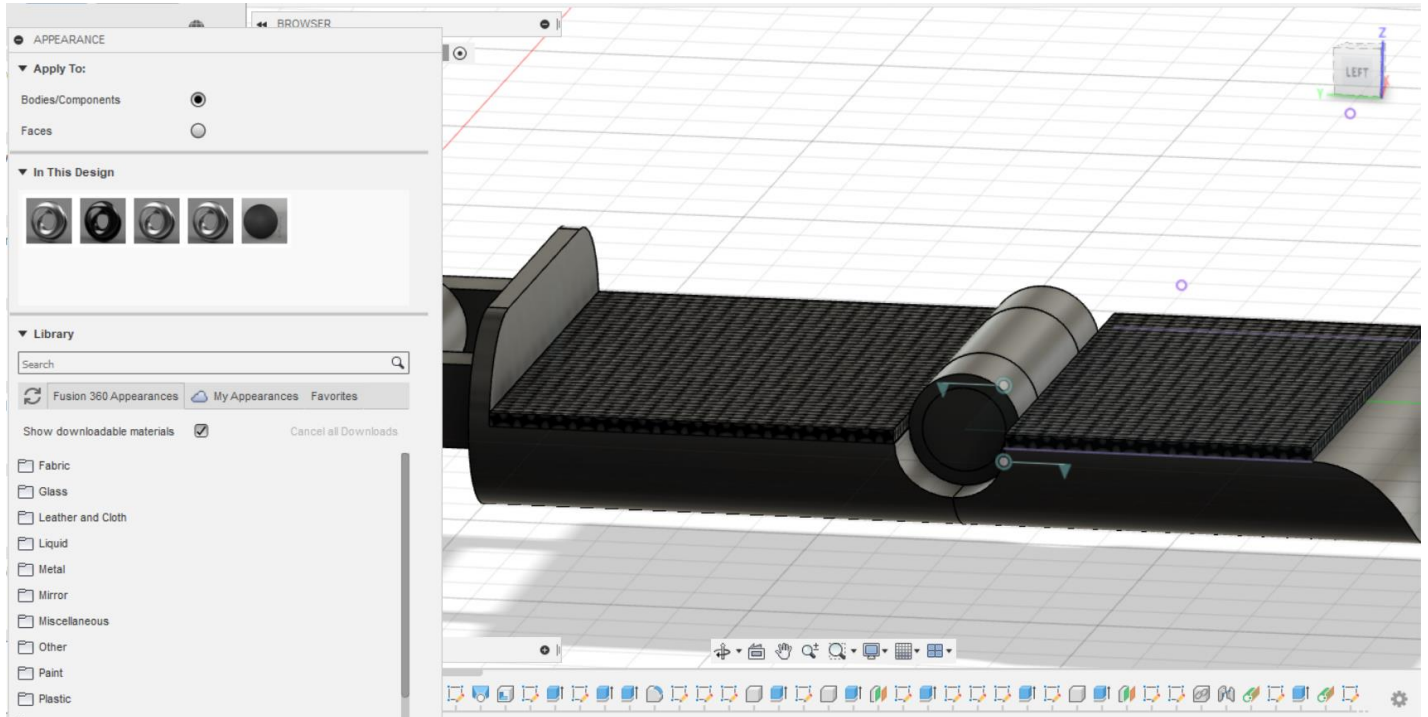 BROWSER
APPEARANCE
Apply To:
Bodies/Components
Faces
In This Design
Library
Search
Fusion 360 Appearances
My Appearances
Favorites
Show downloadable materials
Cancel all Downloads
Fabric
Glass
Leather and Cloth
Liquid
Metal
Mirror
Miscellaneous
Other
Paint
Plastic
Z
LEFT
Y